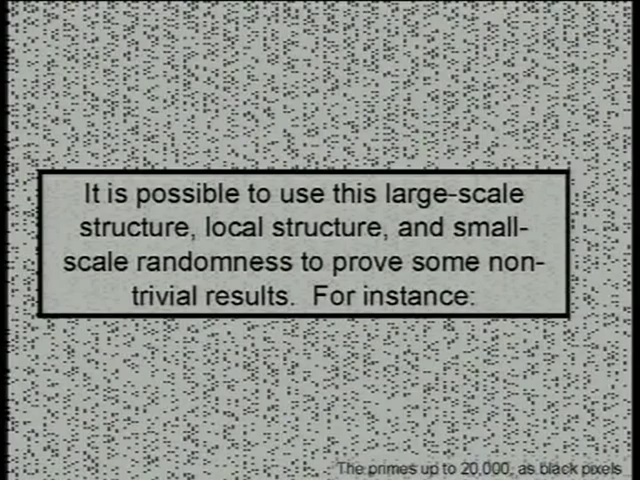 It is possible to use this large-scale
structure, local structure, and small-
scale randomness to prove some non-
trivial results.  For instance:
The primes up to 20,000, as black pixels